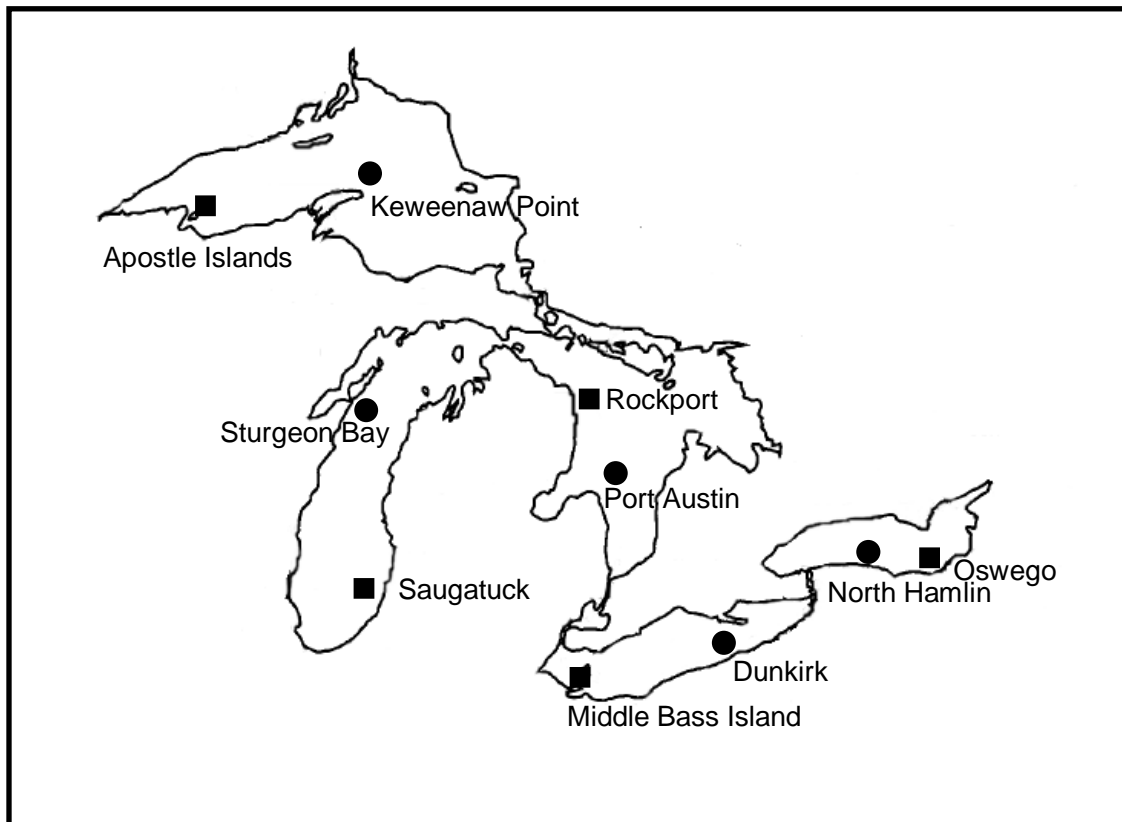 Keweenaw Point
Apostle Islands
Rockport
Sturgeon Bay
Port Austin
Oswego
Saugatuck
North Hamlin
Dunkirk
Middle Bass Island